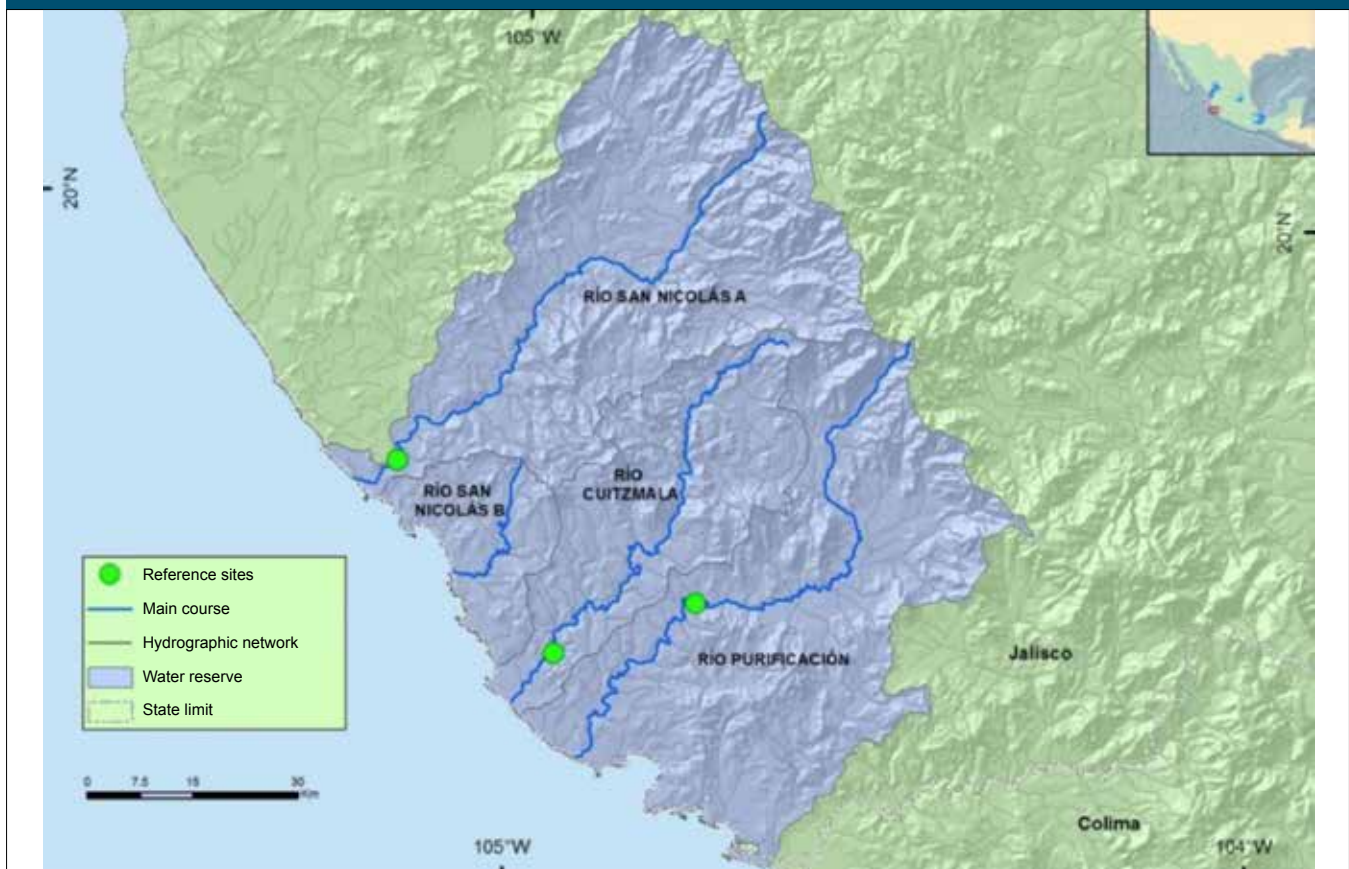 105°W
20°N
20°N
RÍO SAN NICOLÁS A
RÍO SAN
NICOLÁS B
RÍO
CUITZMALA
RÍO PURIFICACIÓN
Jalisco
Colima
Reference sites
Main course
Hydrographic network
Water reserve
State limit
0 7.5 15 30
Km
105°W
104°W